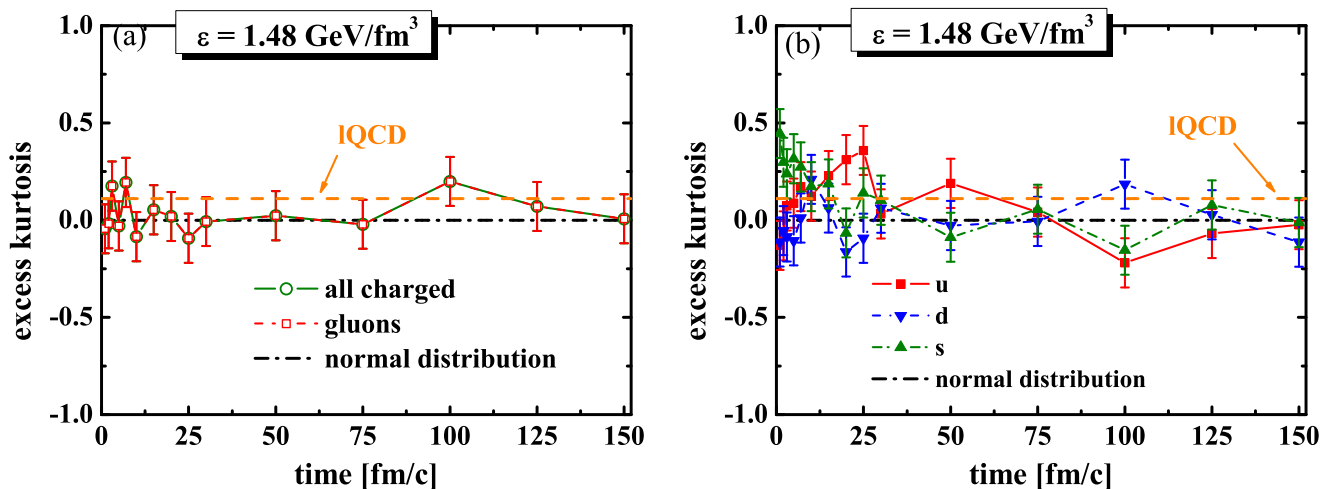 (a)
ε = 1.48 GeV/fm³
1.0
0.5
0.0
-0.5
-1.0
excess kurtosis
lQCD
all charged
gluons
normal distribution
0 25 50 75 100 125 150
time [fm/c]
(b)
ε = 1.48 GeV/fm³
1.0
0.5
0.0
-0.5
-1.0
excess kurtosis
lQCD
u
d
s
normal distribution
0 25 50 75 100 125 150
time [fm/c]